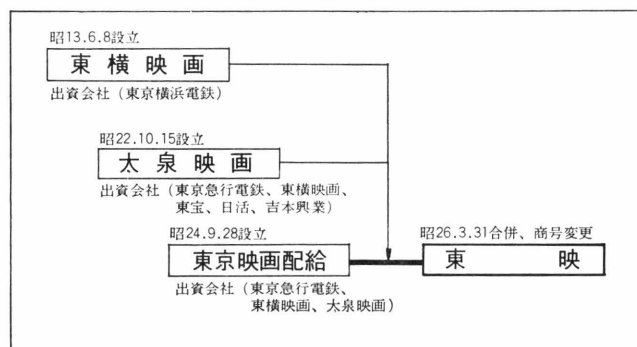 昭13.6.8設立
東横映画
出資会社(東京横浜電鉄)
昭22.10.15設立
太泉映画
出資会社(東京急行電鉄、東横映画、
東宝、日活、吉本興業)
昭24.9.28設立
東京映画配給
出資会社(東京急行電鉄、
東横映画、大泉映画)
昭26.3.31合併、商号変更
東映